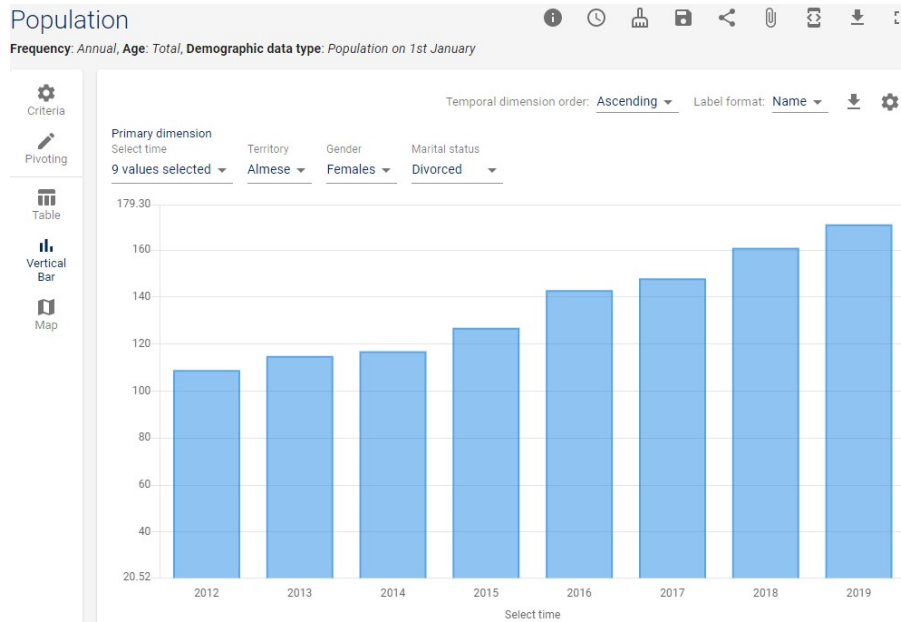 Population
Frequency: Annual, Age: Total, Demographic data type: Population on 1st January
Criteria
Pivoting
Table
Vertical
Bar
Map
Temporal dimension order: Ascending Label format: Name
Primary dimension
Select time Territory Gender Marital status
9 values selected Almese Females Divorced
179.30
160
140
120
100
80
60
40
20.52
2012 2013 2014 2015 2016 2017 2018 2019
Select time